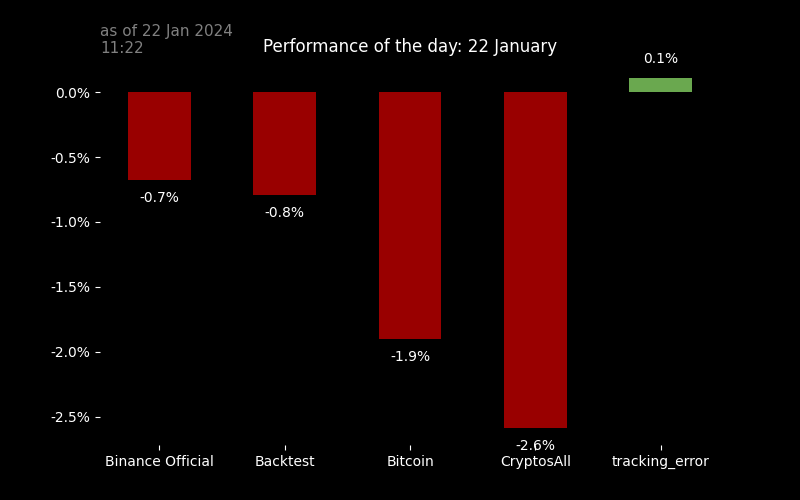 as of 22 Jan 2024
11:22
Performance of the day: 22 January
0.1%
0.0%
-0.5%
-0.7%
-0.8%
-1.0%
-1.5%
-1.9%
-2.0%
-2.5%
-2.6%
Binance Official
Backtest
Bitcoin
CryptosAll
tracking_error